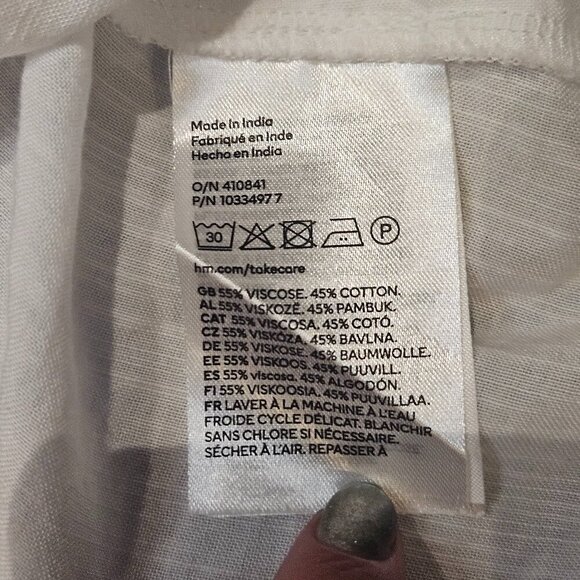 Made in India
Fabriqué en Inde
Hecho en India
O/N 410841
P/N 10334977
30 P
hm.com/takecare
GB 55% VISCOSE. 45% COTTON.
AL 55% VISKOZË. 45% PAMBUK.
CAT 55% VISCOSA. 45% COTÓ.
CZ 55% VISKÓZA. 45% BAVLNA.
DE 55% VISKOSE. 45% BAUMWOLLE.
EE 55% VISKOOS. 45% PUUVILL.
ES 55% viscosa. 45% ALGODÓN.
FI 55% VISKOOSIA. 45% PUUVILLAA.
FR LAVER À LA MACHINE À L'EAU
FROIDE CYCLE DÉLICAT. BLANCHIR
SANS CHLORE SI NÉCESSAIRE.
SÉCHER À L'AIR. REPASSER À